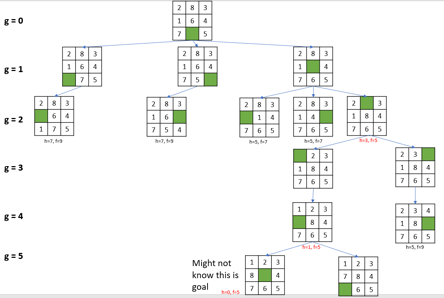 g = 0
2 8 3
1 6 4
7 5
g = 1
2 8 3
1 6 4
7 5
2 8 3
1 6 4
7 5
2 8 3
1 4
7 6 5
g = 2
2 8 3
6 4
1 7 5
h=7, f=9
2 8 3
1 6
7 5 4
h=7, f=9
2 8 3
1 4
7 6 5
h=5, f=7
2 8 3
1 4
7 6 5
h=5, f=7
2 3
1 8 4
7 6 5
h=3, f=5
g = 3
2 3
1 8 4
7 6 5
2 3
1 8 4
7 6 5
g = 4
1 2 3
8 4
7 6 5
h=1, f=5
2 3 4
1 8
7 6 5
h=5, f=9
g = 5
Might not
know this is
goal
h=0, f=5
1 2 3
8 4
7 6 5
1 2 3
7 8 4
6 5